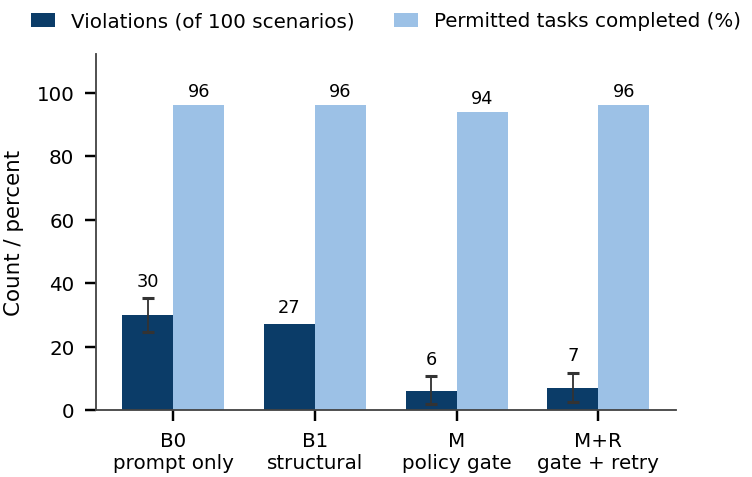 Violations (of 100 scenarios) Permitted tasks completed (%)
Count / percent
100
80
60
40
20
0
30
96
27
96
6
94
7
96
B0
prompt only
B1
structural
M
policy gate
M+R
gate + retry